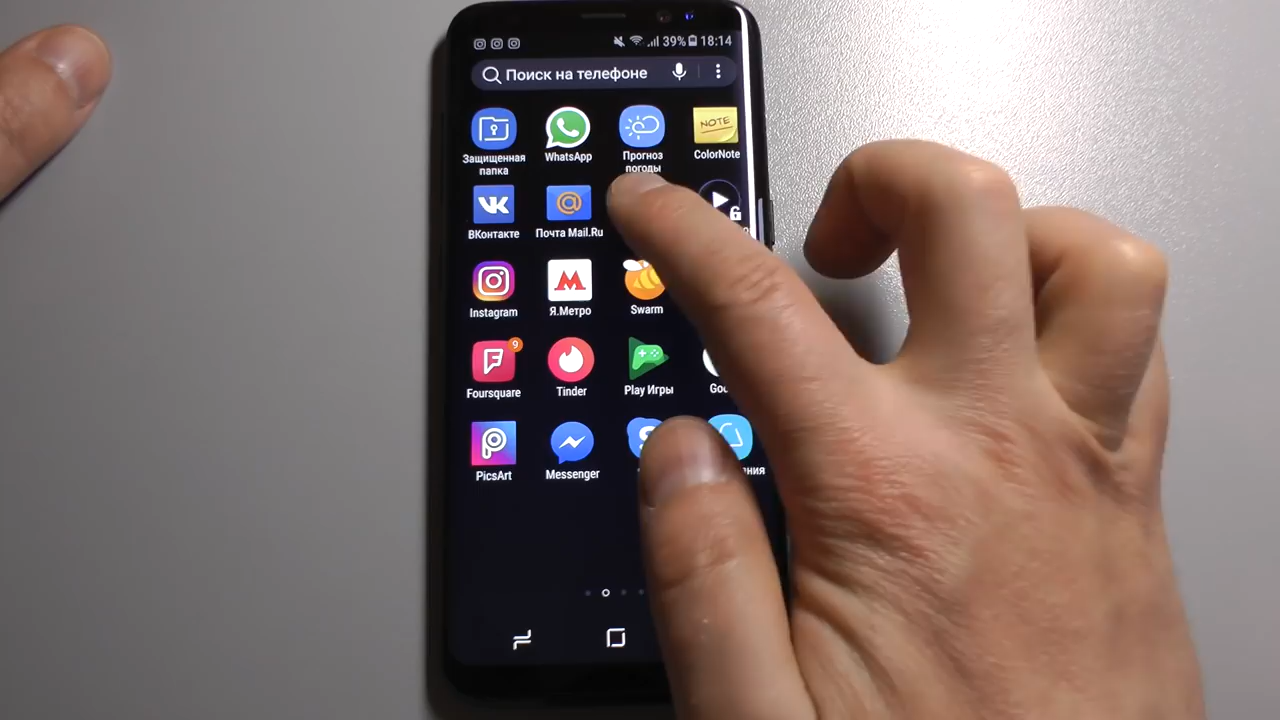 39% 18:14
Поиск на телефоне
Защищенная
папка
WhatsApp
Прогноз
погоды
NOTE
ColorNote
ВКонтакте
@
Почта Mail.Ru
Instagram
М
Я.Метро
Swarm
9
Foursquare
Tinder
Play Игры
PicsArt
Messenger